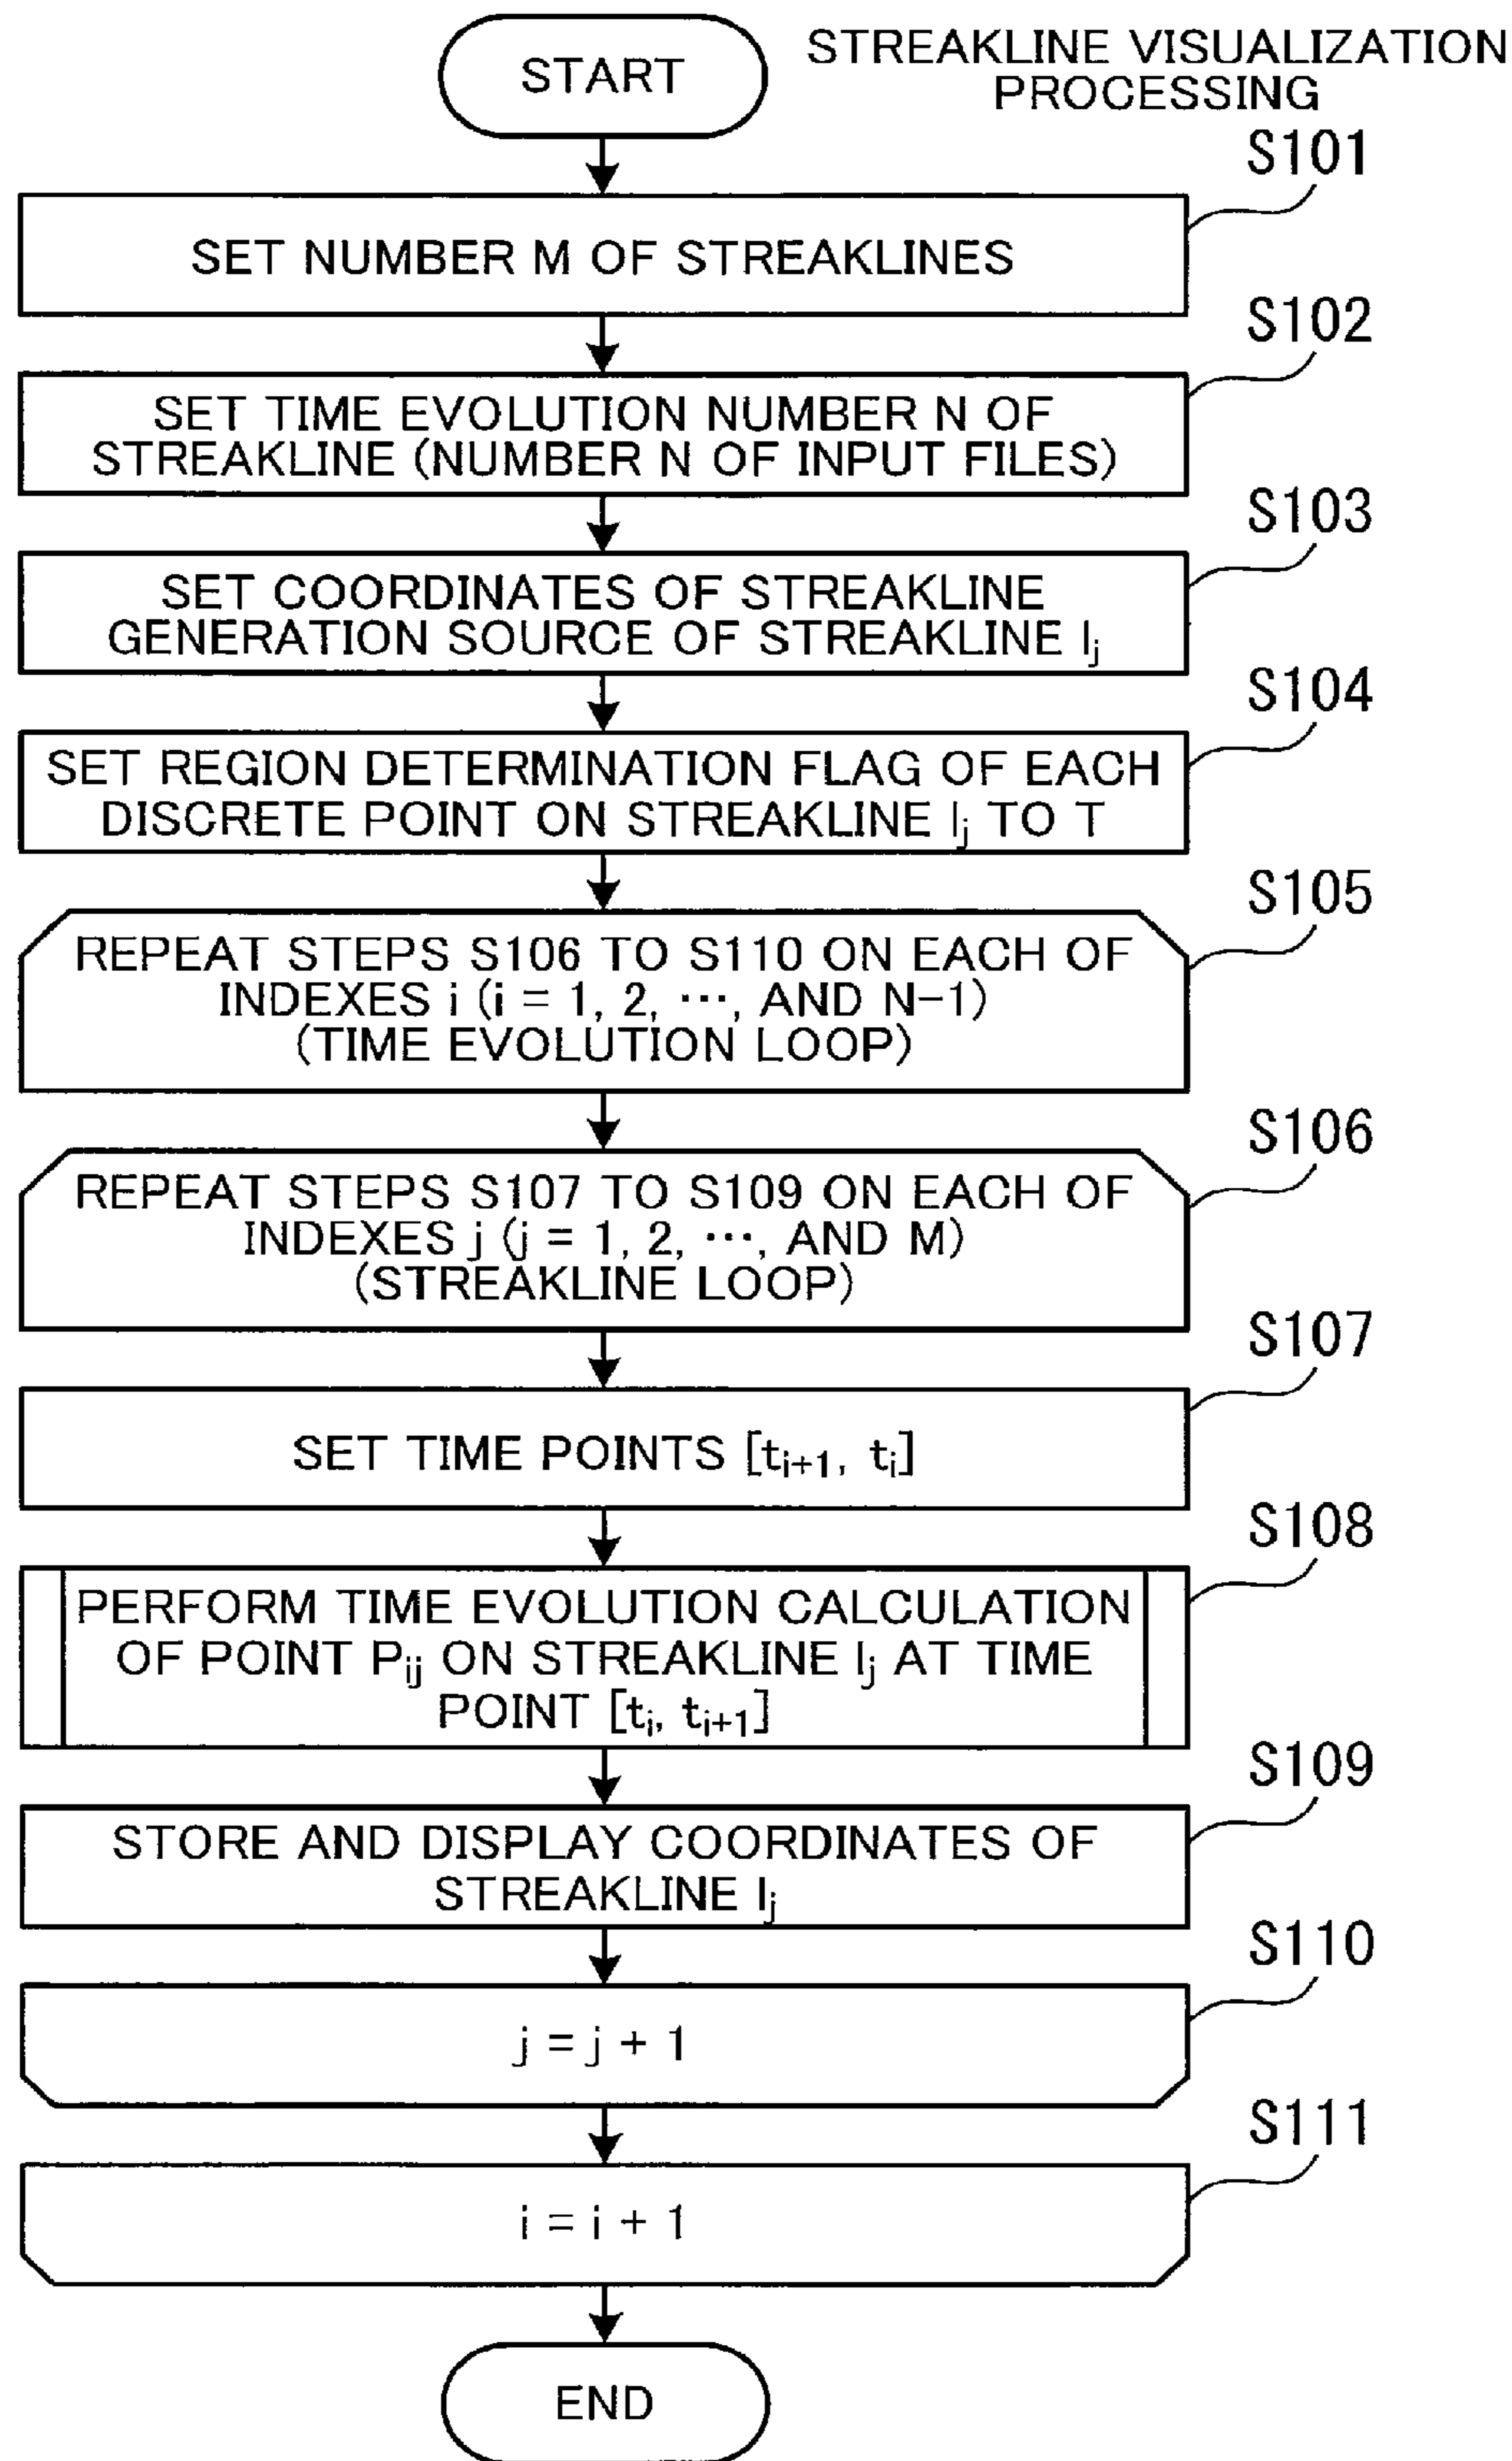 START
STREAKLINE VISUALIZATION
PROCESSING
S101
SET NUMBER M OF STREAKLINES
S102
SET TIME EVOLUTION NUMBER N OF
STREAKLINE (NUMBER N OF INPUT FILES)
S103
SET COORDINATES OF STREAKLINE
GENERATION SOURCE OF STREAKLINE lj
S104
SET REGION DETERMINATION FLAG OF EACH
DISCRETE POINT ON STREAKLINE lj TO T
S105
REPEAT STEPS S106 TO S110 ON EACH OF
INDEXES i (i = 1, 2, ···, AND N-1)
(TIME EVOLUTION LOOP)
S106
REPEAT STEPS S107 TO S109 ON EACH OF
INDEXES j (j = 1, 2, ···, AND M)
(STREAKLINE LOOP)
S107
SET TIME POINTS [ti+1, ti]
S108
PERFORM TIME EVOLUTION CALCULATION
OF POINT Pij ON STREAKLINE lj AT TIME
POINT [ti, ti+1]
S109
STORE AND DISPLAY COORDINATES OF
STREAKLINE lj
S110
j = j + 1
S111
i = i + 1
END